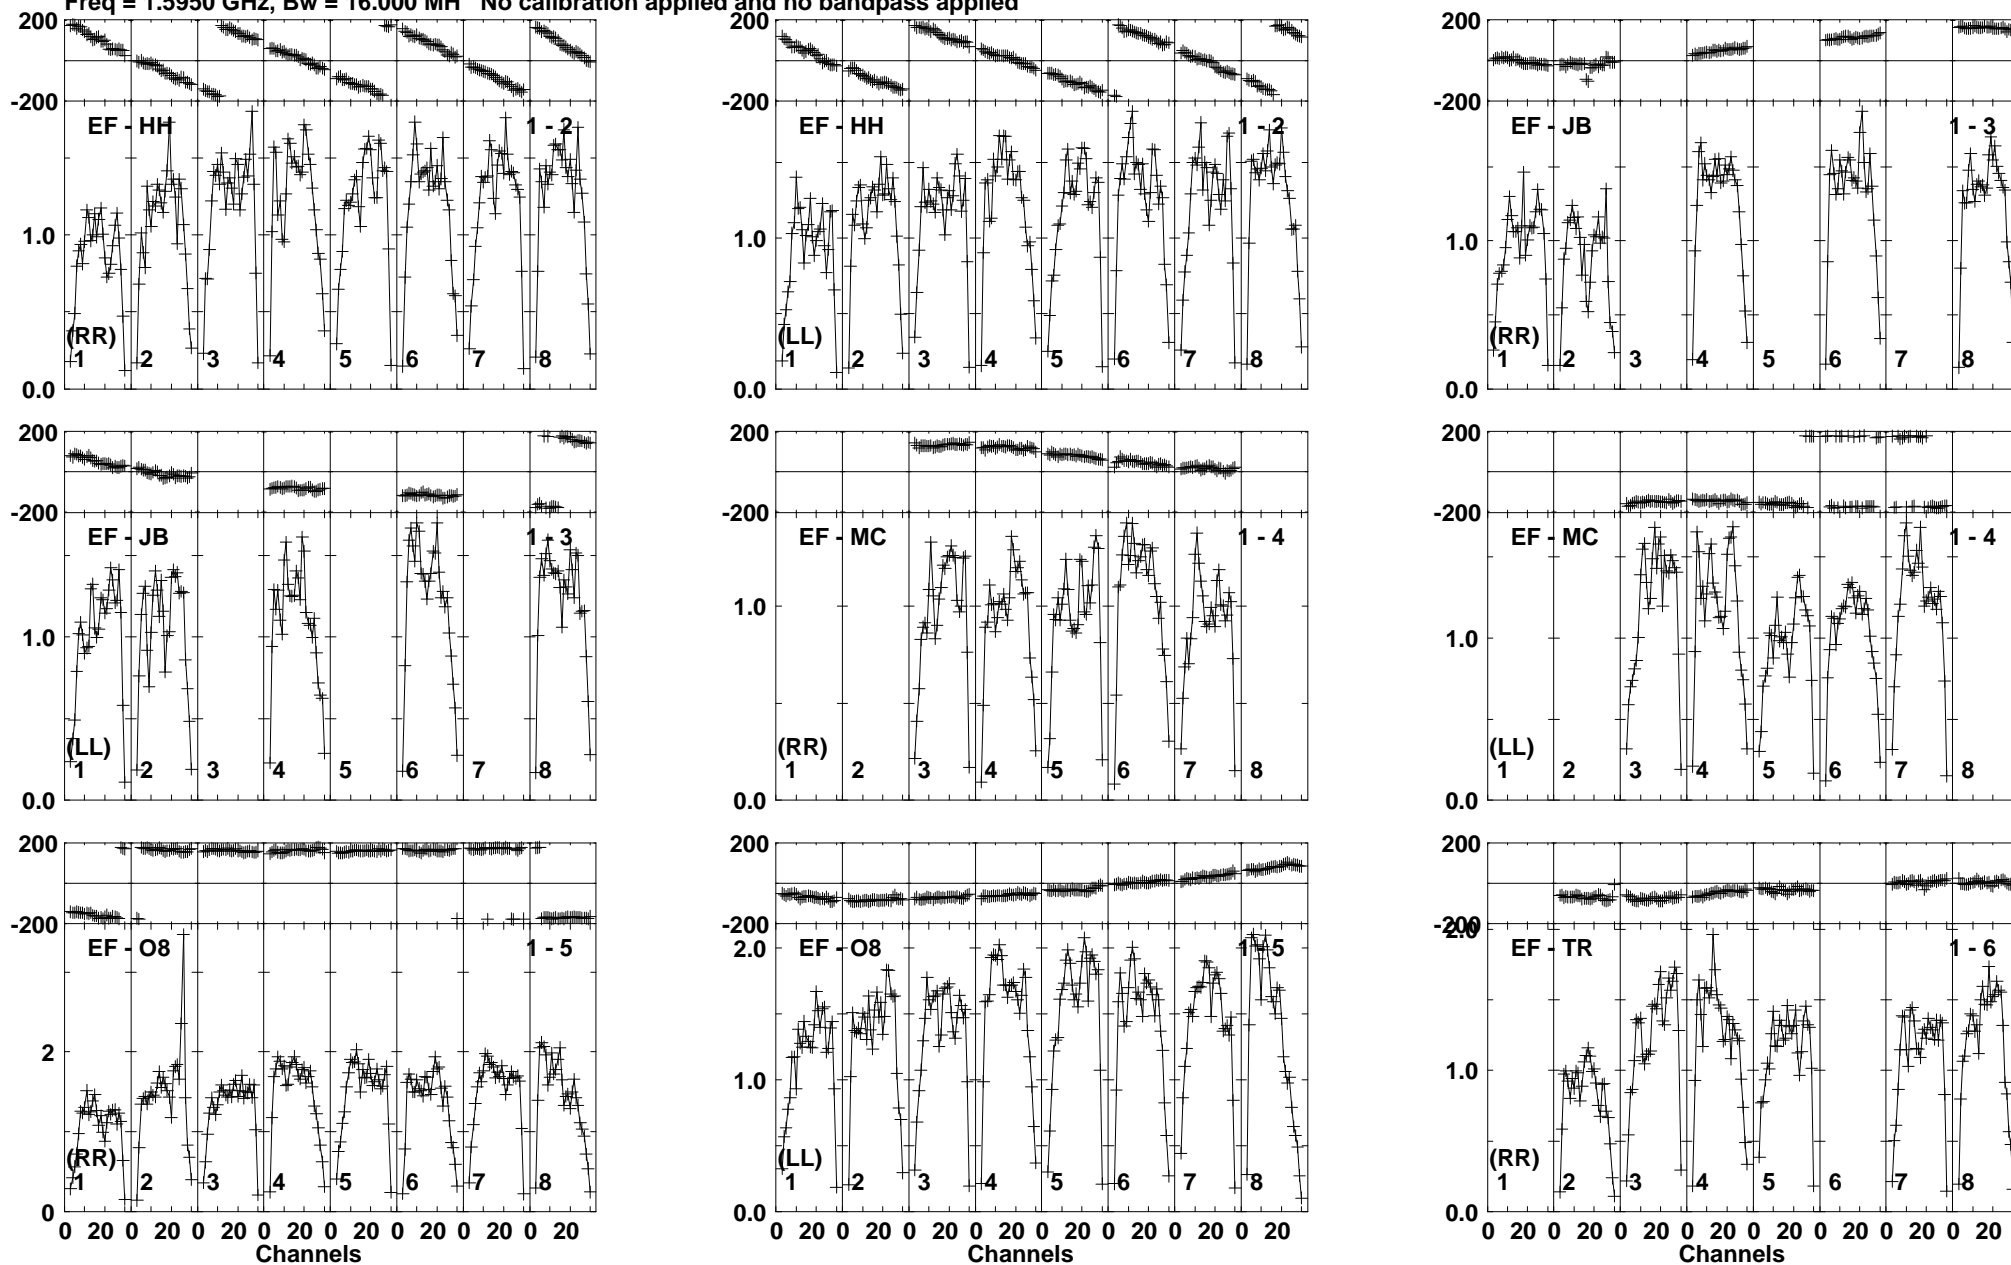 Freq = 1.5950 GHz, Bw = 16.000 MH No calibration applied and no bandpass applied
200
-200
EF - HH 1 - 2
1.0
(RR)
1 2 3 4 5 6 7 8
0.0
200
-200
EF - HH 1 - 2
1.0
(LL)
1 2 3 4 5 6 7 8
0.0
200
-200
EF - JB 1 - 3
1.0
(RR)
1 2 3 4 5 6 7 8
0.0
200
-200
EF - JB 1 - 3
1.0
(LL)
1 2 3 4 5 6 7 8
0.0
200
-200
EF - MC 1 - 4
1.0
(RR)
1 2 3 4 5 6 7 8
0.0
200
-200
EF - MC 1 - 4
1.0
(LL)
1 2 3 4 5 6 7 8
0.0
200
-200
EF - O8 1 - 5
2
(RR)
1 2 3 4 5 6 7 8
0
0 20 0 20 0 20 0 20 0 20 0 20 0 20 0 20
Channels
200
-200
2.0
EF - O8 1 - 5
1.0
(LL)
1 2 3 4 5 6 7 8
0.0
0 20 0 20 0 20 0 20 0 20 0 20 0 20 0 20
Channels
200
-200
2.0
EF - TR 1 - 6
1.0
(RR)
1 2 3 4 5 6 7 8
0.0
0 20 0 20 0 20 0 20 0 20 0 20 0 20 0 20
Channels